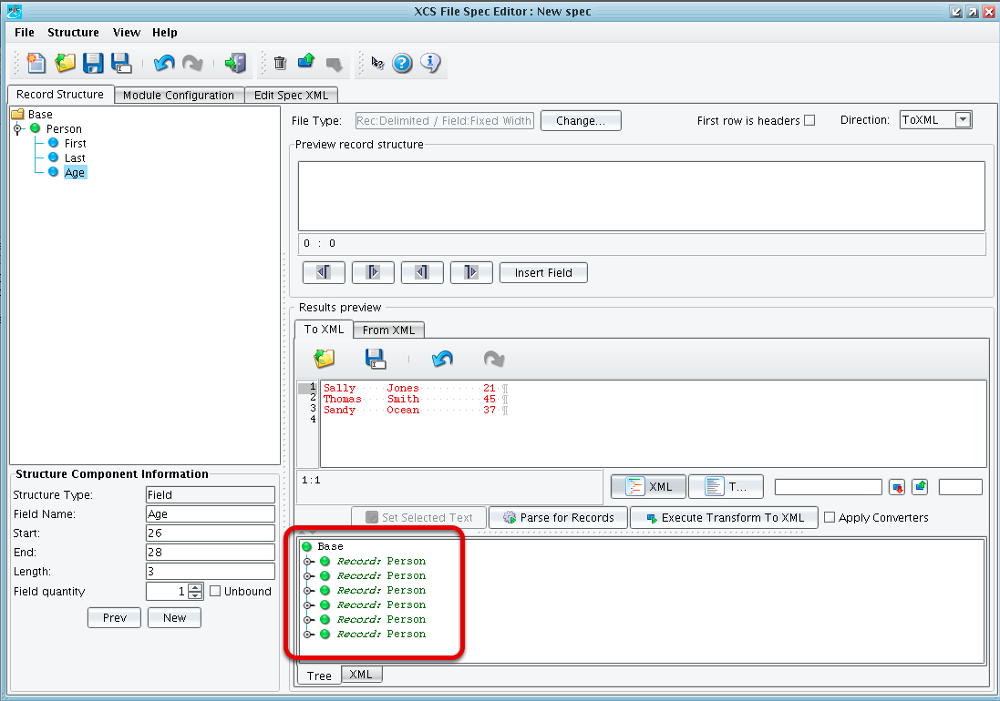 XCS File Spec Editor : New spec
File Structure View Help
Record Structure Module Configuration Edit Spec XML
Base
Person
First
Last
Age
File Type: Rec:Delimited / Field:Fixed Width Change... First row is headers Direction: ToXML
Preview record structure
0 : 0
Insert Field
Results preview
To XML From XML
1 Sally Jones 21 ¶
2 Thomas Smith 45 ¶
3 Sandy Ocean 37 ¶
4
1:1
XML T...
Set Selected Text Parse for Records Execute Transform To XML Apply Converters
Structure Component Information
Structure Type: Field
Field Name: Age
Start: 26
End: 28
Length: 3
Field quantity 1 Unbound
Prev New
Base
Record: Person
Record: Person
Record: Person
Record: Person
Record: Person
Record: Person
Tree XML